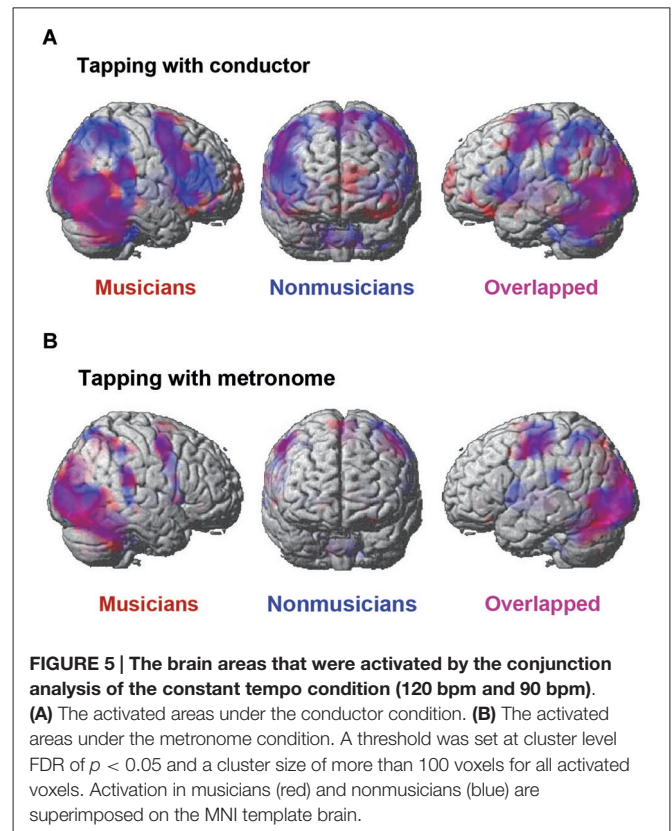 A
Tapping with conductor
Musicians Nonmusicians Overlapped
B
Tapping with metronome
Musicians Nonmusicians Overlapped
FIGURE 5 | The brain areas that were activated by the conjunction
analysis of the constant tempo condition (120 bpm and 90 bpm).
(A) The activated areas under the conductor condition. (B) The activated
areas under the metronome condition. A threshold was set at cluster level
FDR of p < 0.05 and a cluster size of more than 100 voxels for all activated
voxels. Activation in musicians (red) and nonmusicians (blue) are
superimposed on the MNI template brain.